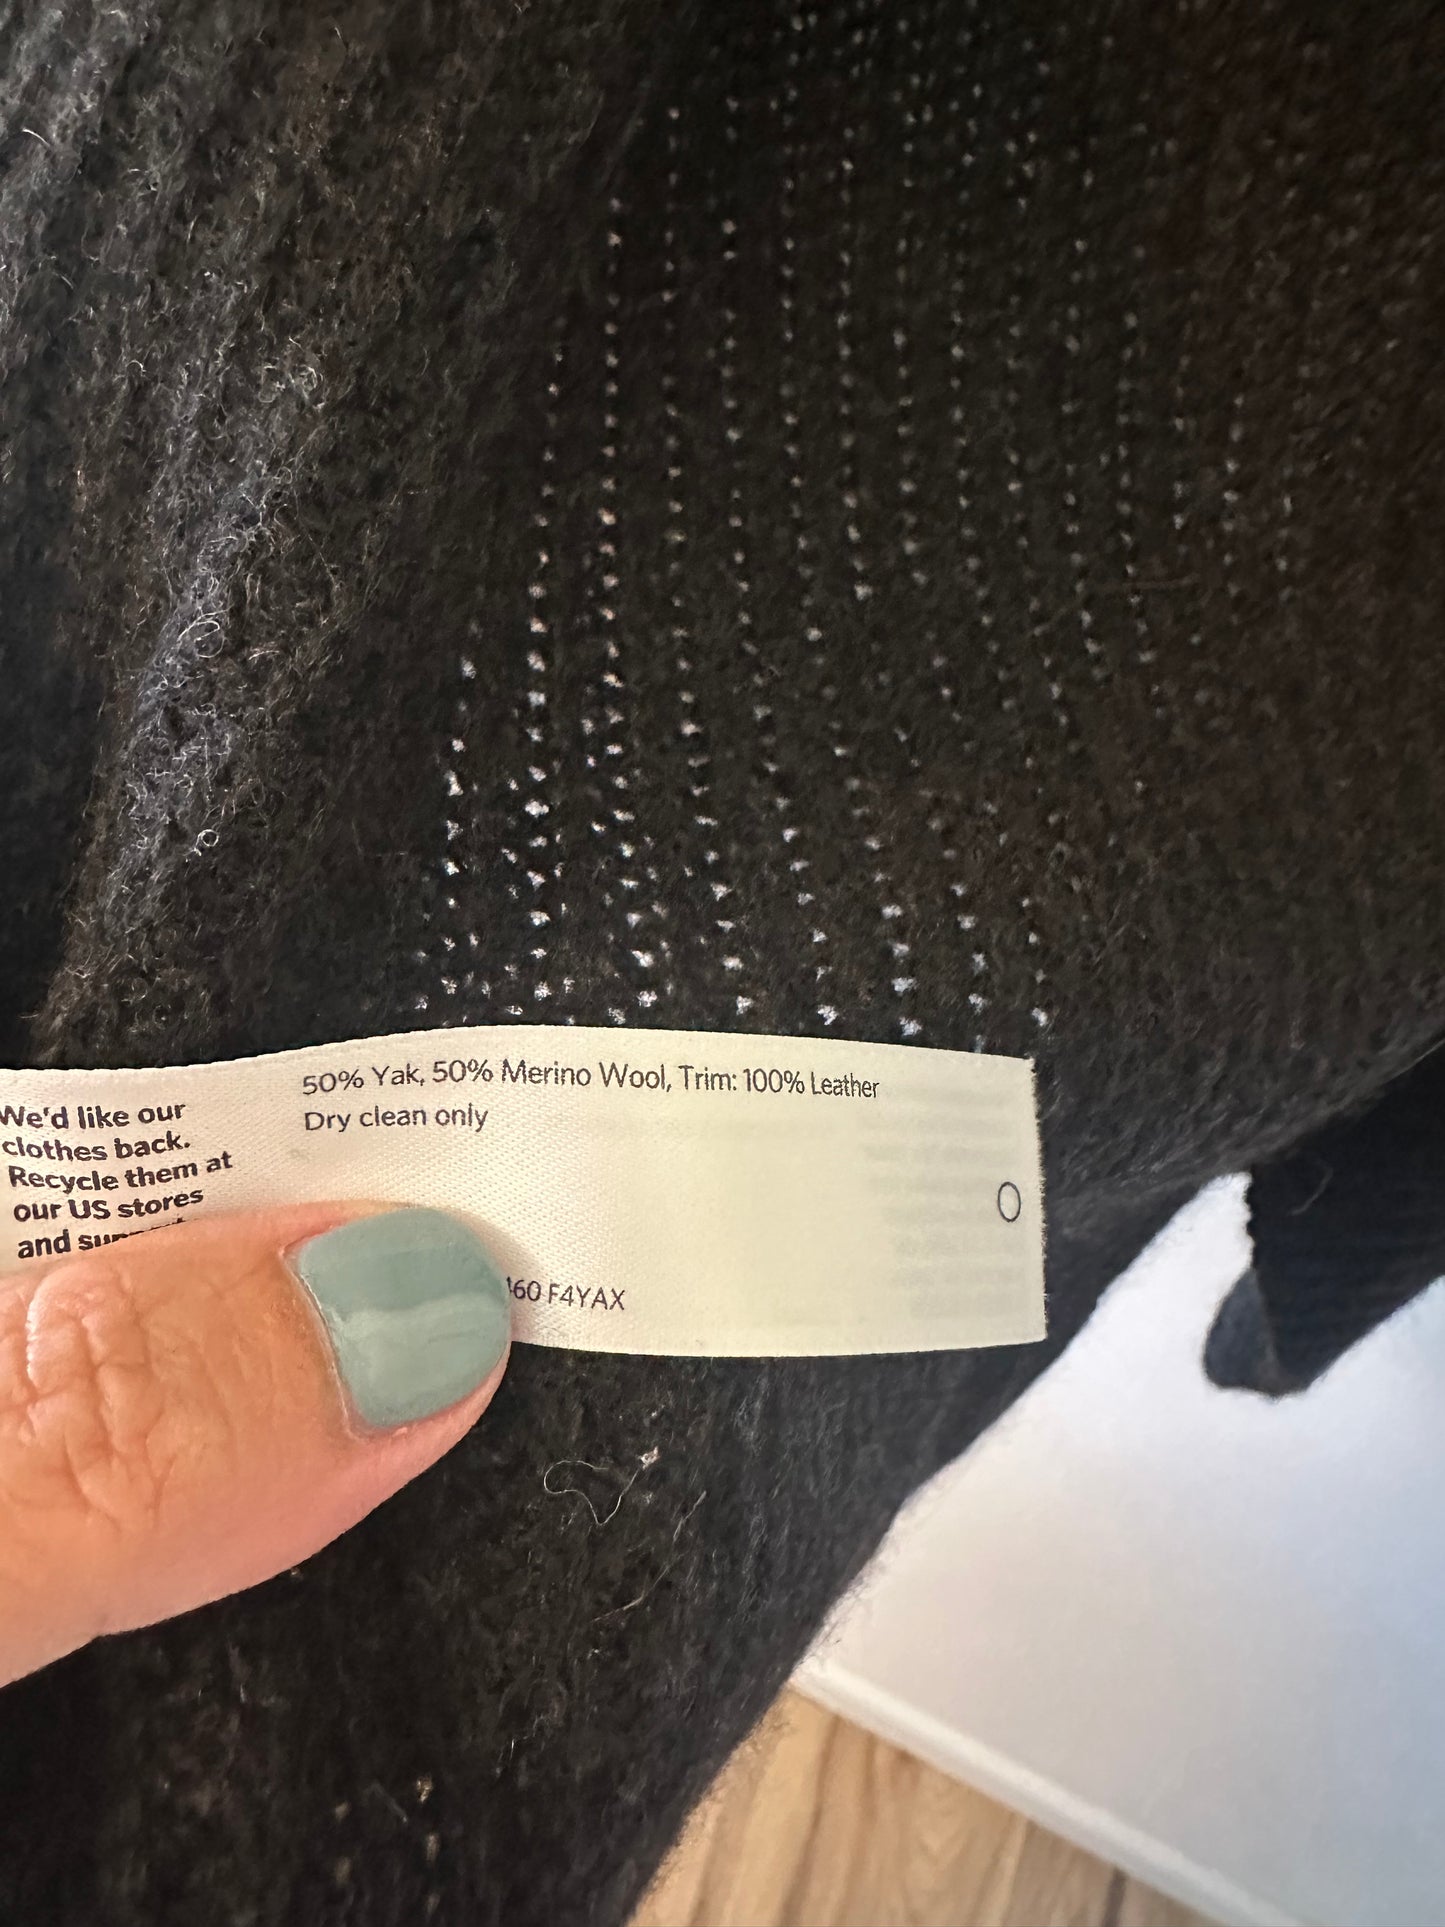 We'd like our
clothes back.
Recycle them at
our US stores
and
50% Yak, 50% Merino Wool, Trim: 100% Leather
Dry clean only
F4YAX